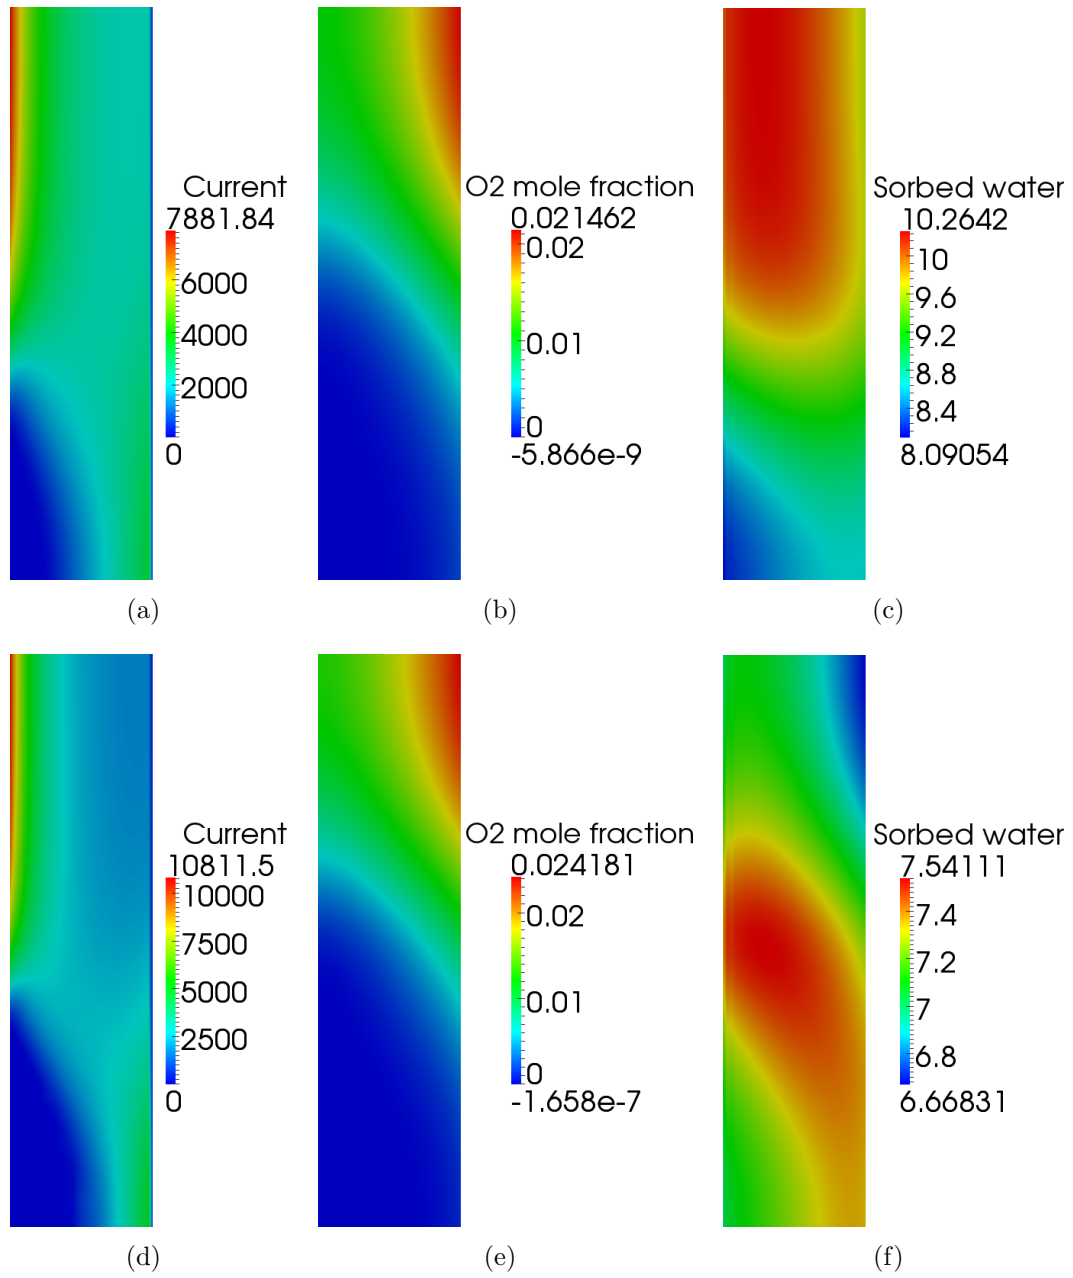 Current
7881.84
6000
4000
2000
0
(a)
O2 mole fraction
0.021462
0.02
0.01
0
-5.866e-9
(b)
Sorbed water
10.2642
10
9.6
9.2
8.8
8.4
8.09054
(c)
Current
10811.5
10000
7500
5000
2500
0
(d)
O2 mole fraction
0.024181
0.02
0.01
0
-1.658e-7
(e)
Sorbed water
7.54111
7.4
7.2
7
6.8
6.66831
(f)